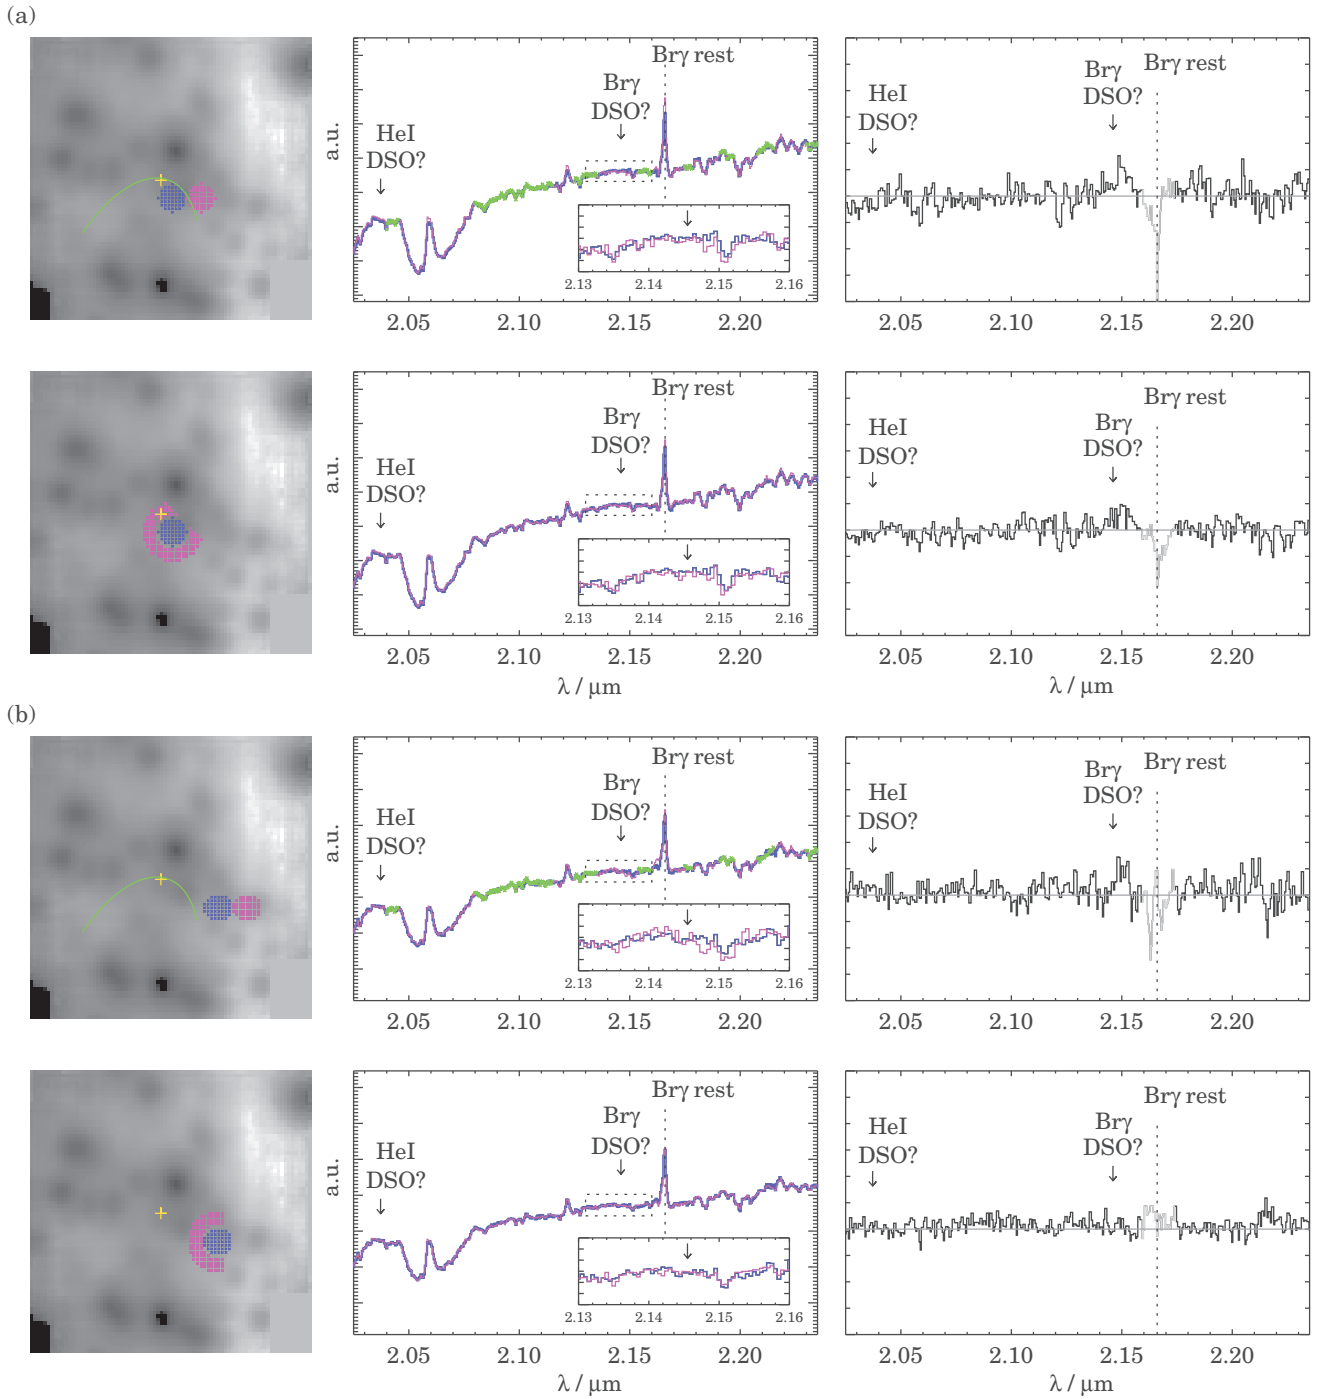 (a)
Brγ rest
Brγ
DSO?
HeI
DSO?
a.u.
2.13 2.14 2.15 2.16
2.05 2.10 2.15 2.20
Brγ rest
Brγ
DSO?
HeI
DSO?
2.05 2.10 2.15 2.20
Brγ rest
Brγ
DSO?
HeI
DSO?
a.u.
2.13 2.14 2.15 2.16
2.05 2.10 2.15 2.20
λ / μm
Brγ rest
Brγ
DSO?
HeI
DSO?
2.05 2.10 2.15 2.20
λ / μm
(b)
Brγ rest
Brγ
DSO?
HeI
DSO?
a.u.
2.13 2.14 2.15 2.16
2.05 2.10 2.15 2.20
Brγ rest
Brγ
DSO?
HeI
DSO?
2.05 2.10 2.15 2.20
Brγ rest
Brγ
DSO?
HeI
DSO?
a.u.
2.13 2.14 2.15 2.16
2.05 2.10 2.15 2.20
λ / μm
Brγ rest
Brγ
DSO?
HeI
DSO?
2.05 2.10 2.15 2.20
λ / μm